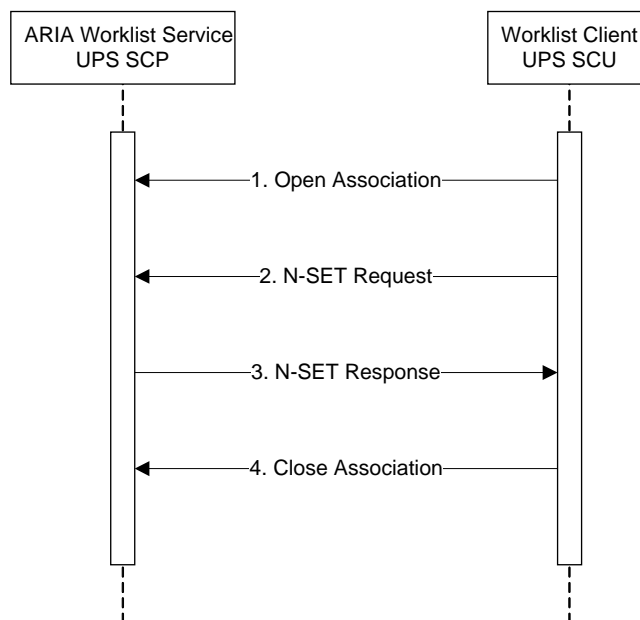 ARIA Worklist Service
UPS SCP
Worklist Client
UPS SCU
1. Open Association
2. N-SET Request
3. N-SET Response
4. Close Association